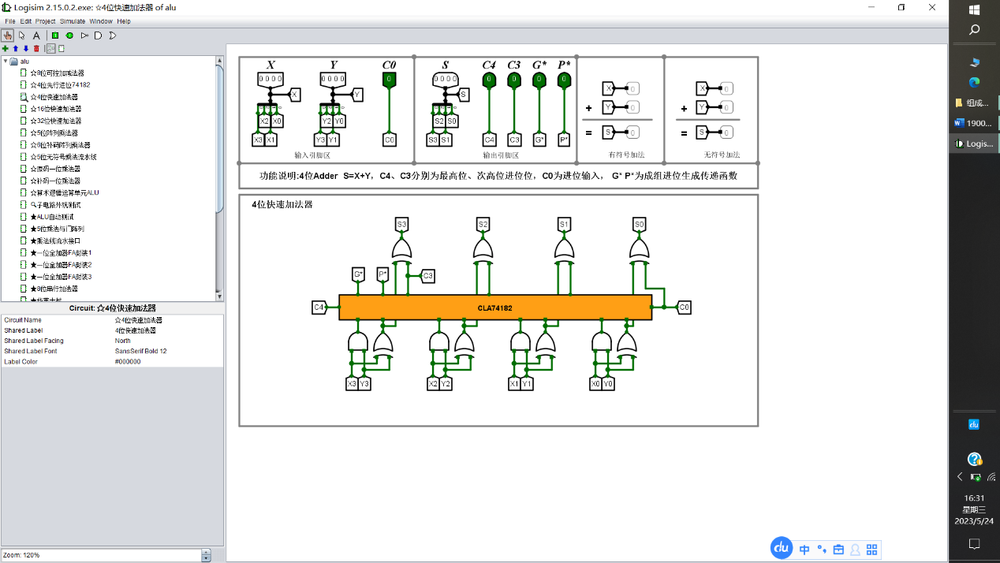 Logisim 2.15.0.2.exe: ☆4位快速加法器 of alu
File Edit Project Simulate Window Help
alu
☆8位可控加减法器
☆4位先行进位74182
☆4位快速加法器
☆16位快速加法器
☆32位快速加法器
☆5位阵列乘法器
☆6位补码阵列乘法器
☆5位无符号乘法流水线
☆原码一位乘法器
☆补码一位乘法器
☆算术逻辑运算单元ALU
子电路外观测试
★ALU自动测试
★5位乘法与门阵列
★乘法线流水接口
★一位全加器FA封装1
★一位全加器FA封装2
★一位全加器FA封装3
★8位串行加法器
Circuit: ☆4位快速加法器
Circuit Name ☆4位快速加法器
Shared Label 4位快速加法器
Shared Label Facing North
Shared Label Font SansSerif Bold 12
Label Color #000000
Zoom: 120%
X Y C0 S C4 C3 G* P*
0 0 0 0 0 0 0 0 0 0 0 0 0 0 0 0 0
X Y S X 0 X 0
+ Y 0 + Y 0
X2 X0 Y2 Y0 S2 S0
= S 0 = S 0
X3 X1 Y3 Y1 C0 S3 S1 C4 C3 G* P*
输入引脚区 输出引脚区 有符号加法 无符号加法
功能说明:4位Adder S=X+Y，C4、C3分别为最高位、次高位进位位，C0为进位输入， G* P*为成组进位生成传递函数
4位快速加法器
S3 S2 S1 S0
G* P* C3
C4 CLA74182 C0
X3 Y3 X2 Y2 X1 Y1 X0 Y0
组成...
1900...
Logis...
du
16:31
星期三
2023/5/24
du 中